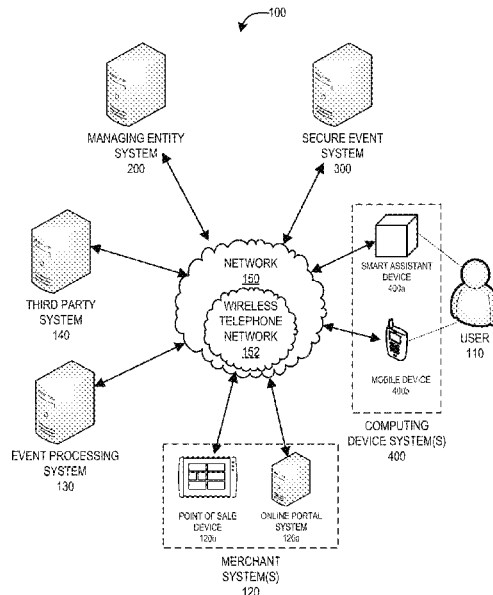 100
MANAGING ENTITY
SYSTEM
200
SECURE EVENT
SYSTEM
300
THIRD PARTY
SYSTEM
140
NETWORK
150
WIRELESS
TELEPHONE
NETWORK
152
SMART ASSISTANT
DEVICE
400a
MOBILE DEVICE
400b
USER
110
COMPUTING
DEVICE SYSTEM(S)
400
EVENT PROCESSING
SYSTEM
130
POINT OF SALE
DEVICE
120b
ONLINE PORTAL
SYSTEM
120a
MERCHANT
SYSTEM(S)
120